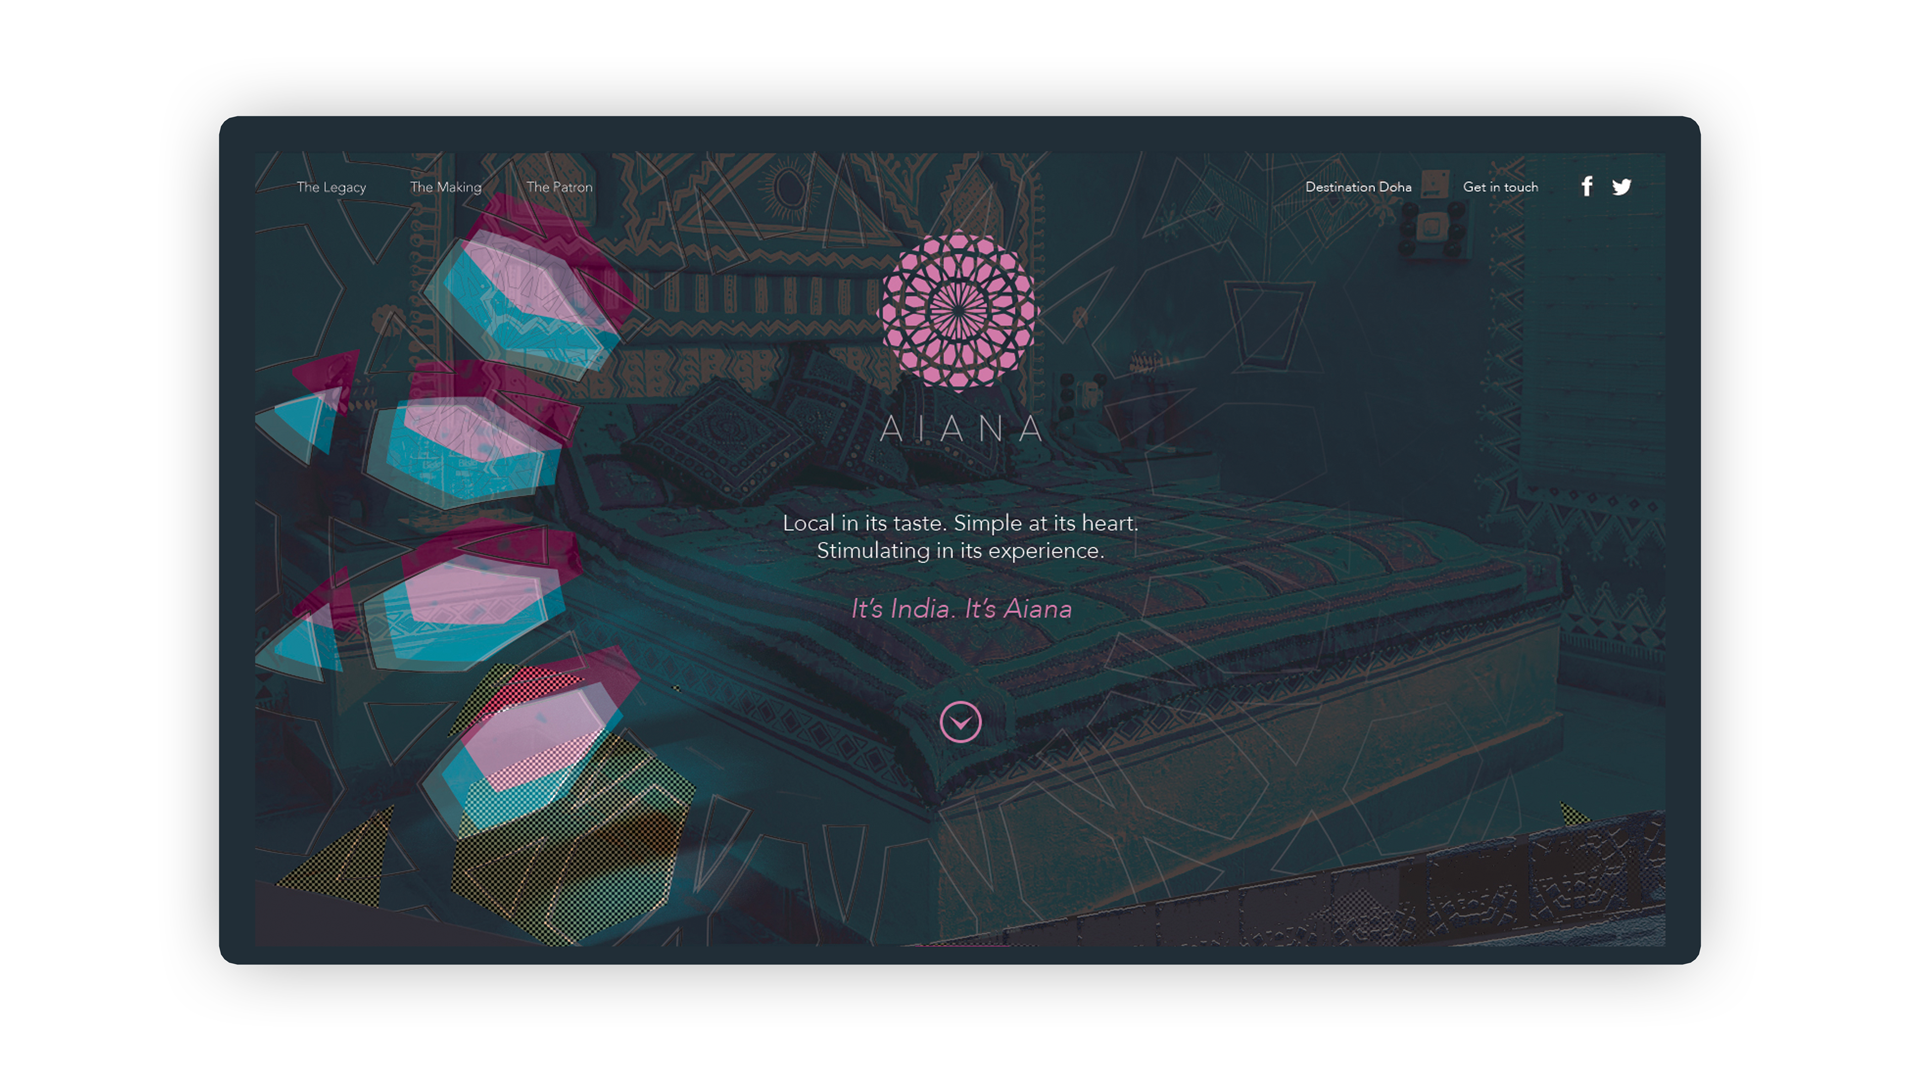 The Legacy
The Making
The Patron
Destination Doha
Get in touch
AIANA
Local in its taste. Simple at its heart.
Stimulating in its experience.
It's India. It's Aiana